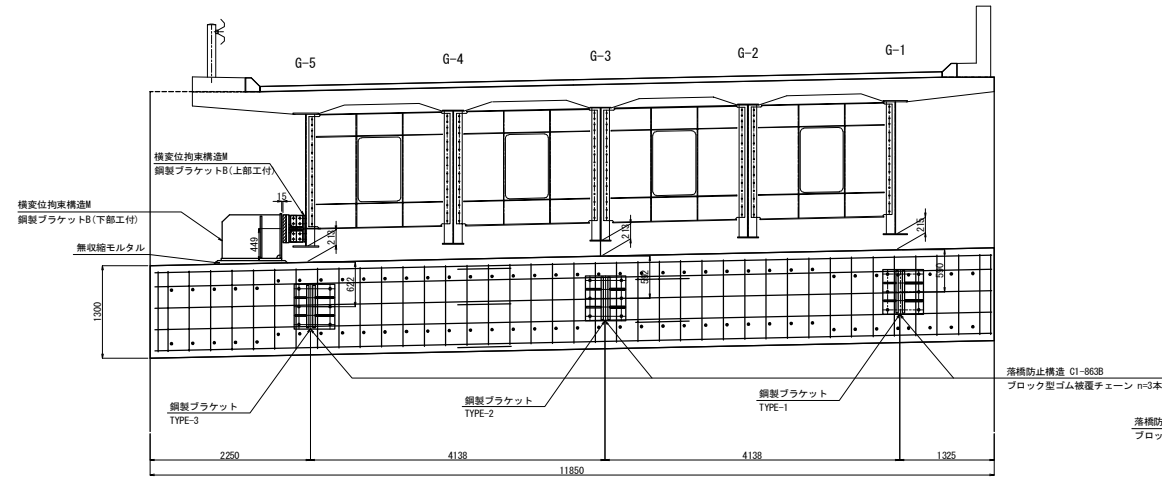 G-5
G-4
G-3
G-2
G-1
横変位拘束構造M
鋼製ブラケットB(上部工付)
15
横変位拘束構造M
鋼製ブラケットB(下部工付)
無収縮モルタル
449
213
213
215
622
592
590
1300
落橋防止構造 C1-863B
ブロック型ゴム被覆チェーン n=3本
鋼製ブラケット
TYPE-3
鋼製ブラケット
TYPE-2
鋼製ブラケット
TYPE-1
落橋防
ブロッ
2250
4138
4138
1325
11850